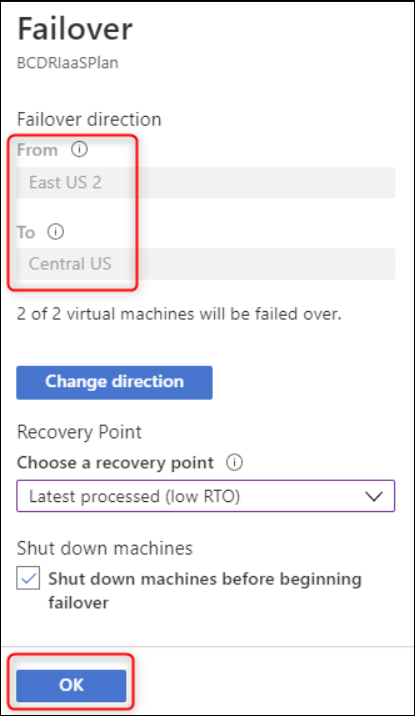 Failover
BCDRIaaSPlan
Failover direction
From
East US 2
To
Central US
2 of 2 virtual machines will be failed over.
Change direction
Recovery Point
Choose a recovery point
Latest processed (low RTO)
Shut down machines
Shut down machines before beginning
failover
OK